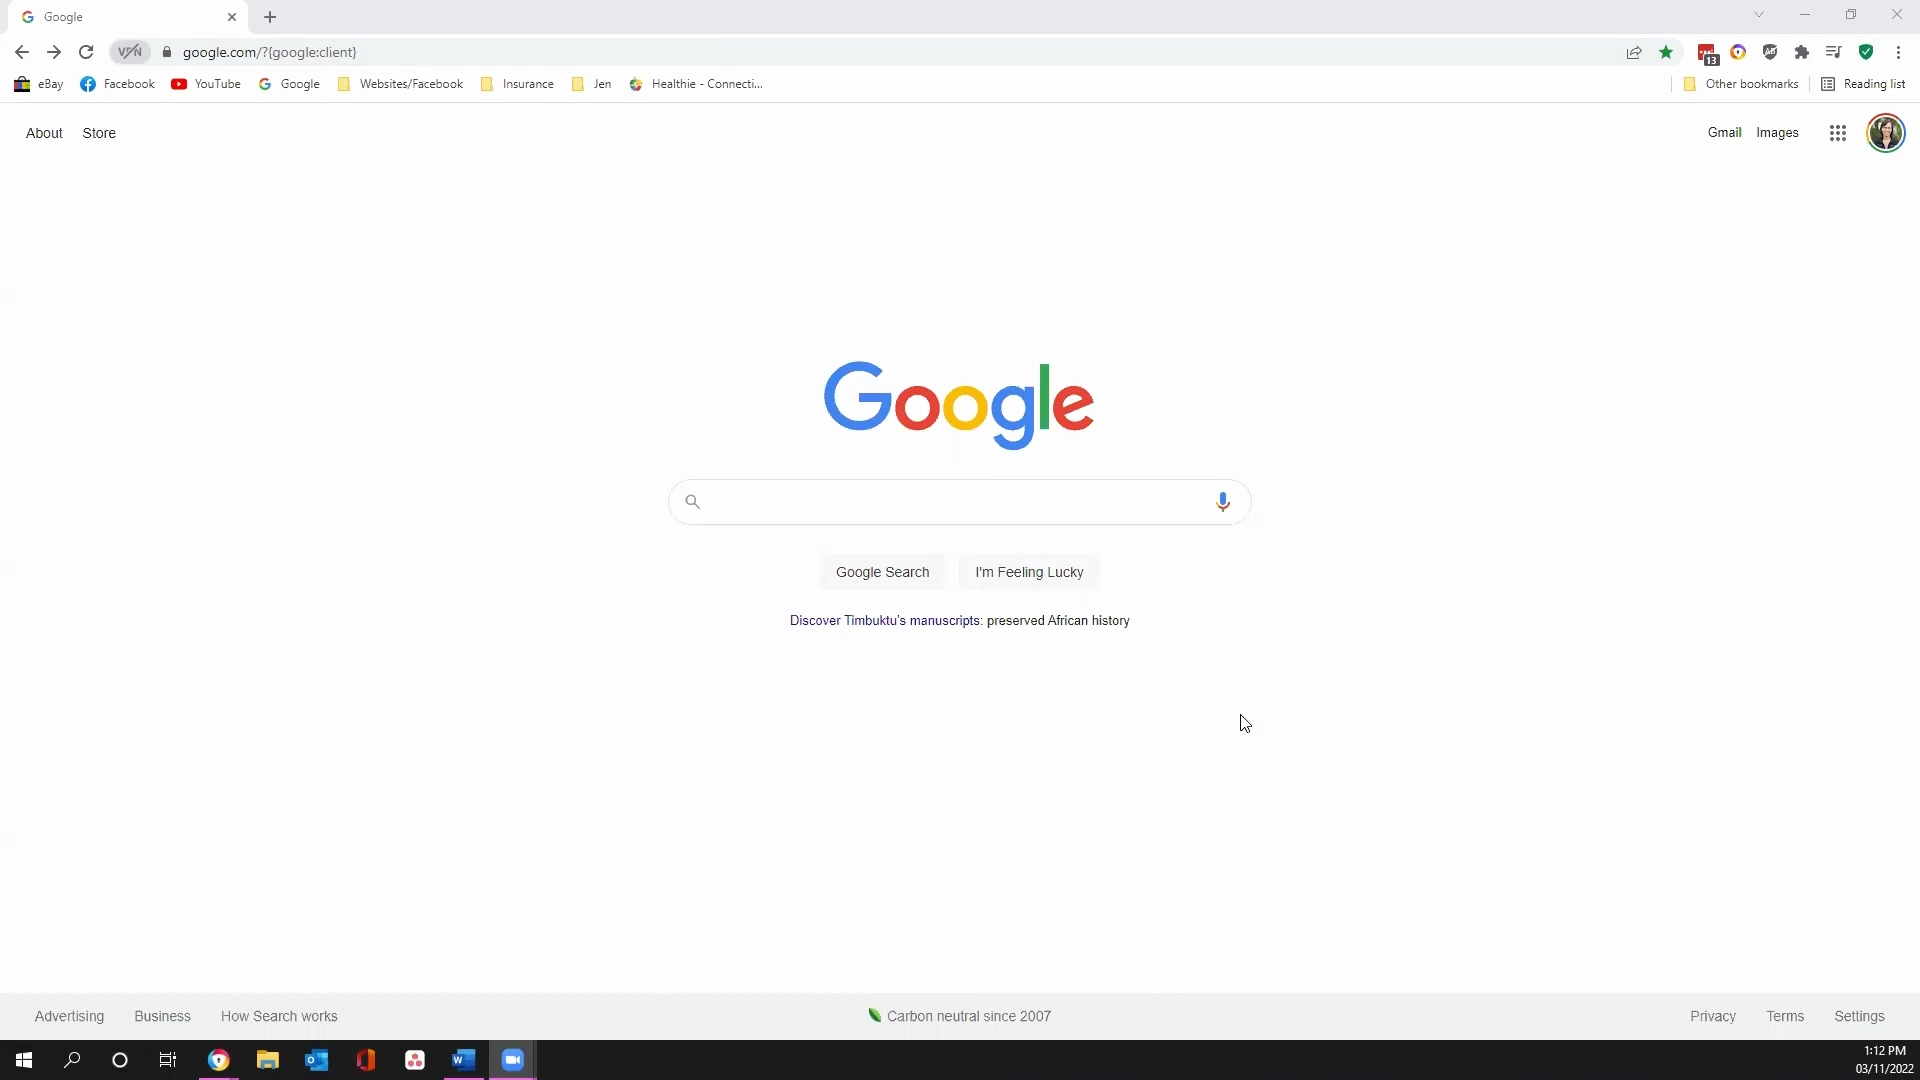 Google
VPN
google.com/?{google:client}
13
eBay
Facebook
YouTube
Google
Websites/Facebook
Insurance
Jen
Healthie - Connecti...
Other bookmarks
Reading list
About
Store
Gmail
Images
Google
Google Search
I'm Feeling Lucky
Discover Timbuktu's manuscripts: preserved African history
Advertising
Business
How Search works
Carbon neutral since 2007
Privacy
Terms
Settings
1:12 PM
03/11/2022